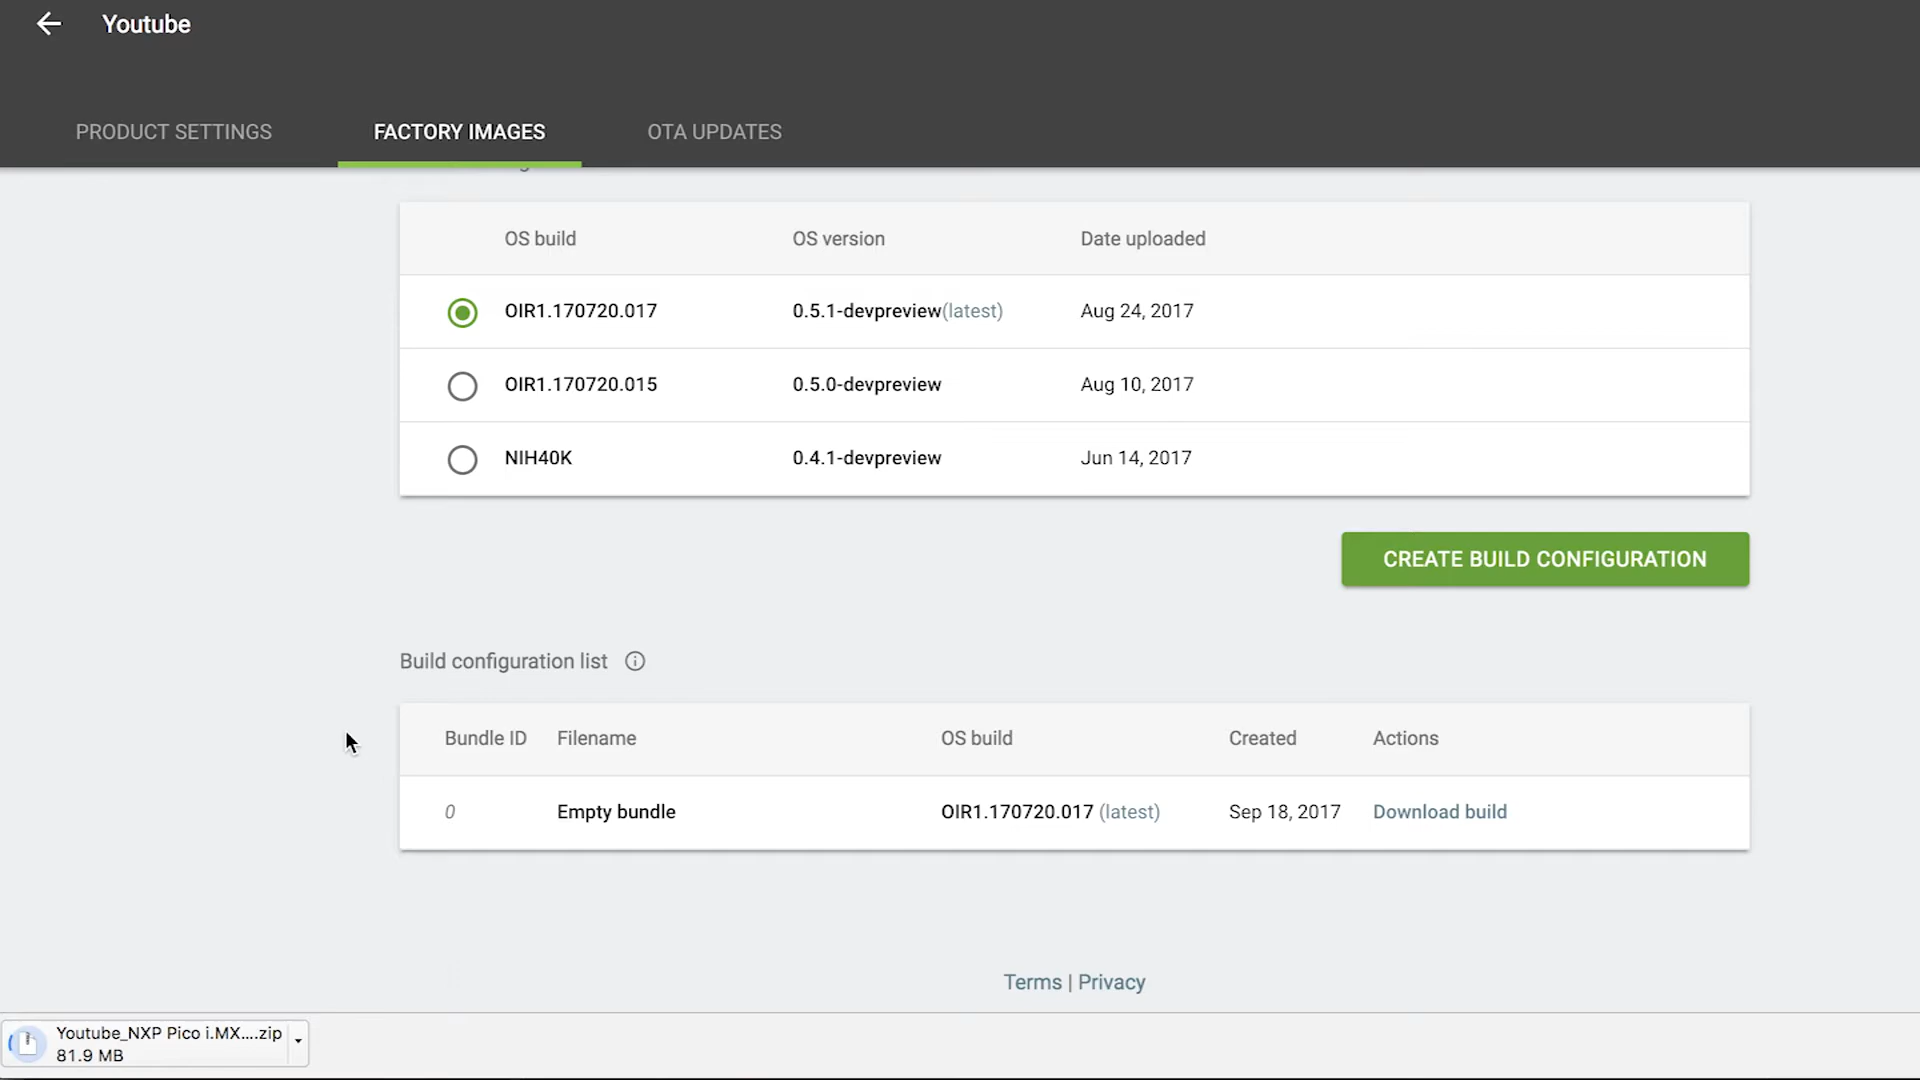 Youtube
PRODUCT SETTINGS FACTORY IMAGES OTA UPDATES
OS build OS version Date uploaded
OIR1.170720.017 0.5.1-devpreview(latest) Aug 24, 2017
OIR1.170720.015 0.5.0-devpreview Aug 10, 2017
NIH40K 0.4.1-devpreview Jun 14, 2017
CREATE BUILD CONFIGURATION
Build configuration list
Bundle ID Filename OS build Created Actions
0 Empty bundle OIR1.170720.017 (latest) Sep 18, 2017 Download build
Terms | Privacy
Youtube_NXP Pico i.MX....zip
81.9 MB